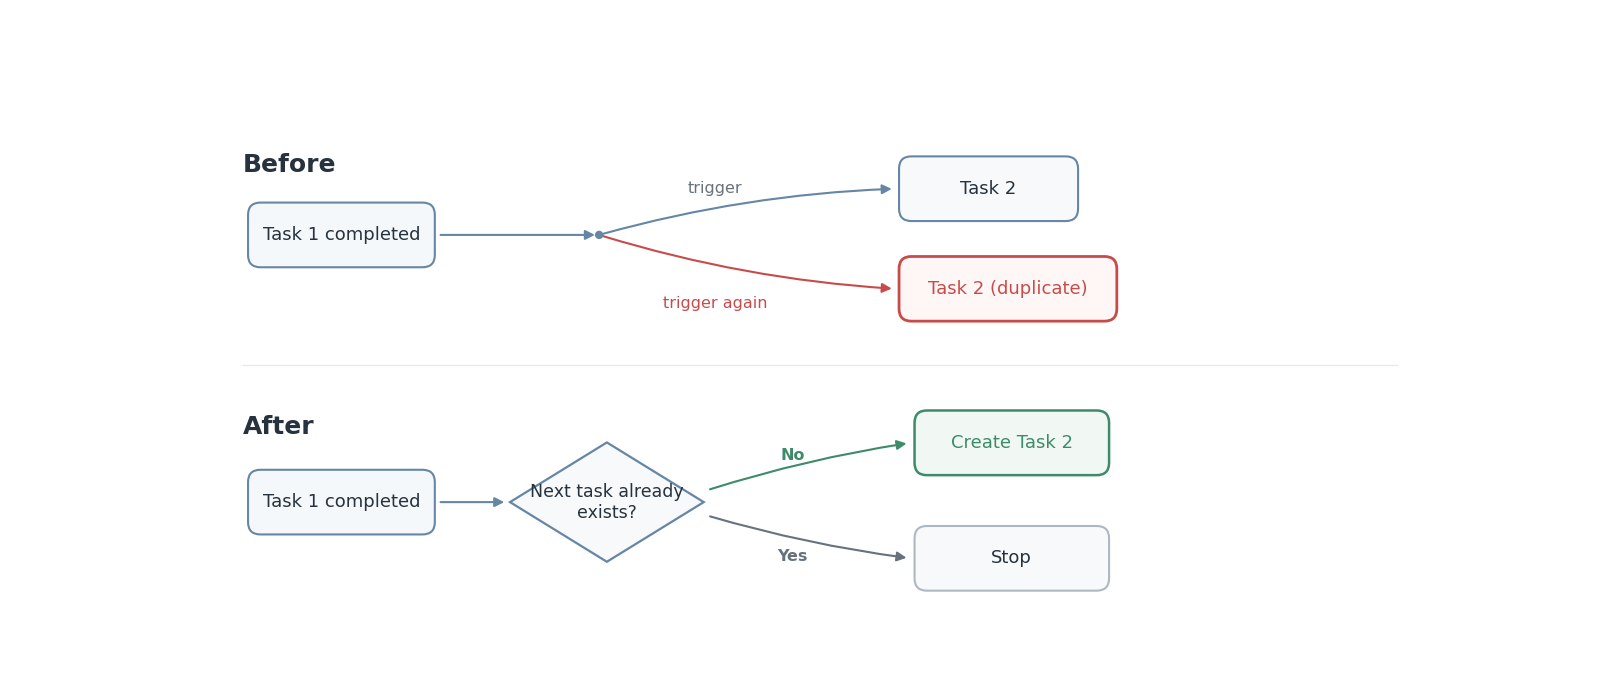 Before
Task 1 completed
trigger
Task 2
trigger again
Task 2 (duplicate)
After
Task 1 completed
Next task already
exists?
No
Create Task 2
Yes
Stop